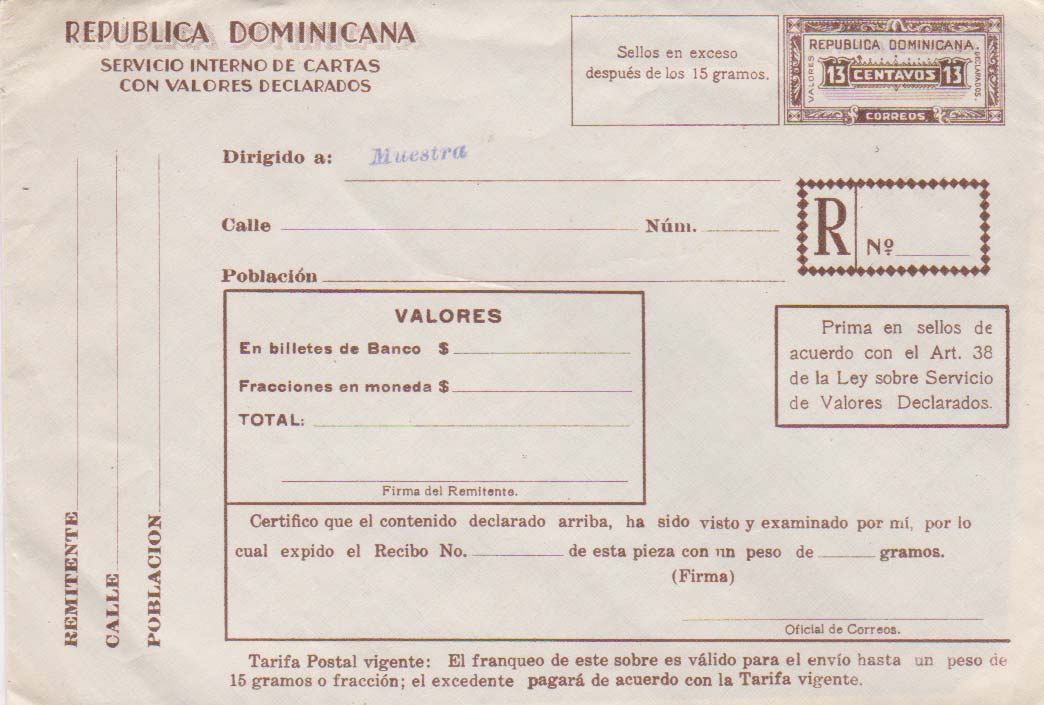 REPUBLICA DOMINICANA
SERVICIO INTERNO DE CARTAS
CON VALORES DECLARADOS
Sellos en exceso
después de los 15 gramos.
REPUBLICA DOMINICANA.
VALORES
DECLARADOS.
13 CENTAVOS 13
CORREOS
Dirigido a: Muestra
Calle Núm.
Población
R Nº
VALORES
En billetes de Banco $
Fracciones en moneda $
TOTAL:
Firma del Remitente.
Prima en sellos de
acuerdo con el Art. 38
de la Ley sobre Servicio
de Valores Declarados.
REMITENTE
CALLE
POBLACION
Certifico que el contenido declarado arriba, ha sido visto y examinado por mí, por lo
cual expido el Recibo No. de esta pieza con un peso de gramos.
(Firma)
Oficial de Correos.
Tarifa Postal vigente: El franqueo de este sobre es válido para el envío hasta un peso de
15 gramos o fracción; el excedente pagará de acuerdo con la Tarifa vigente.